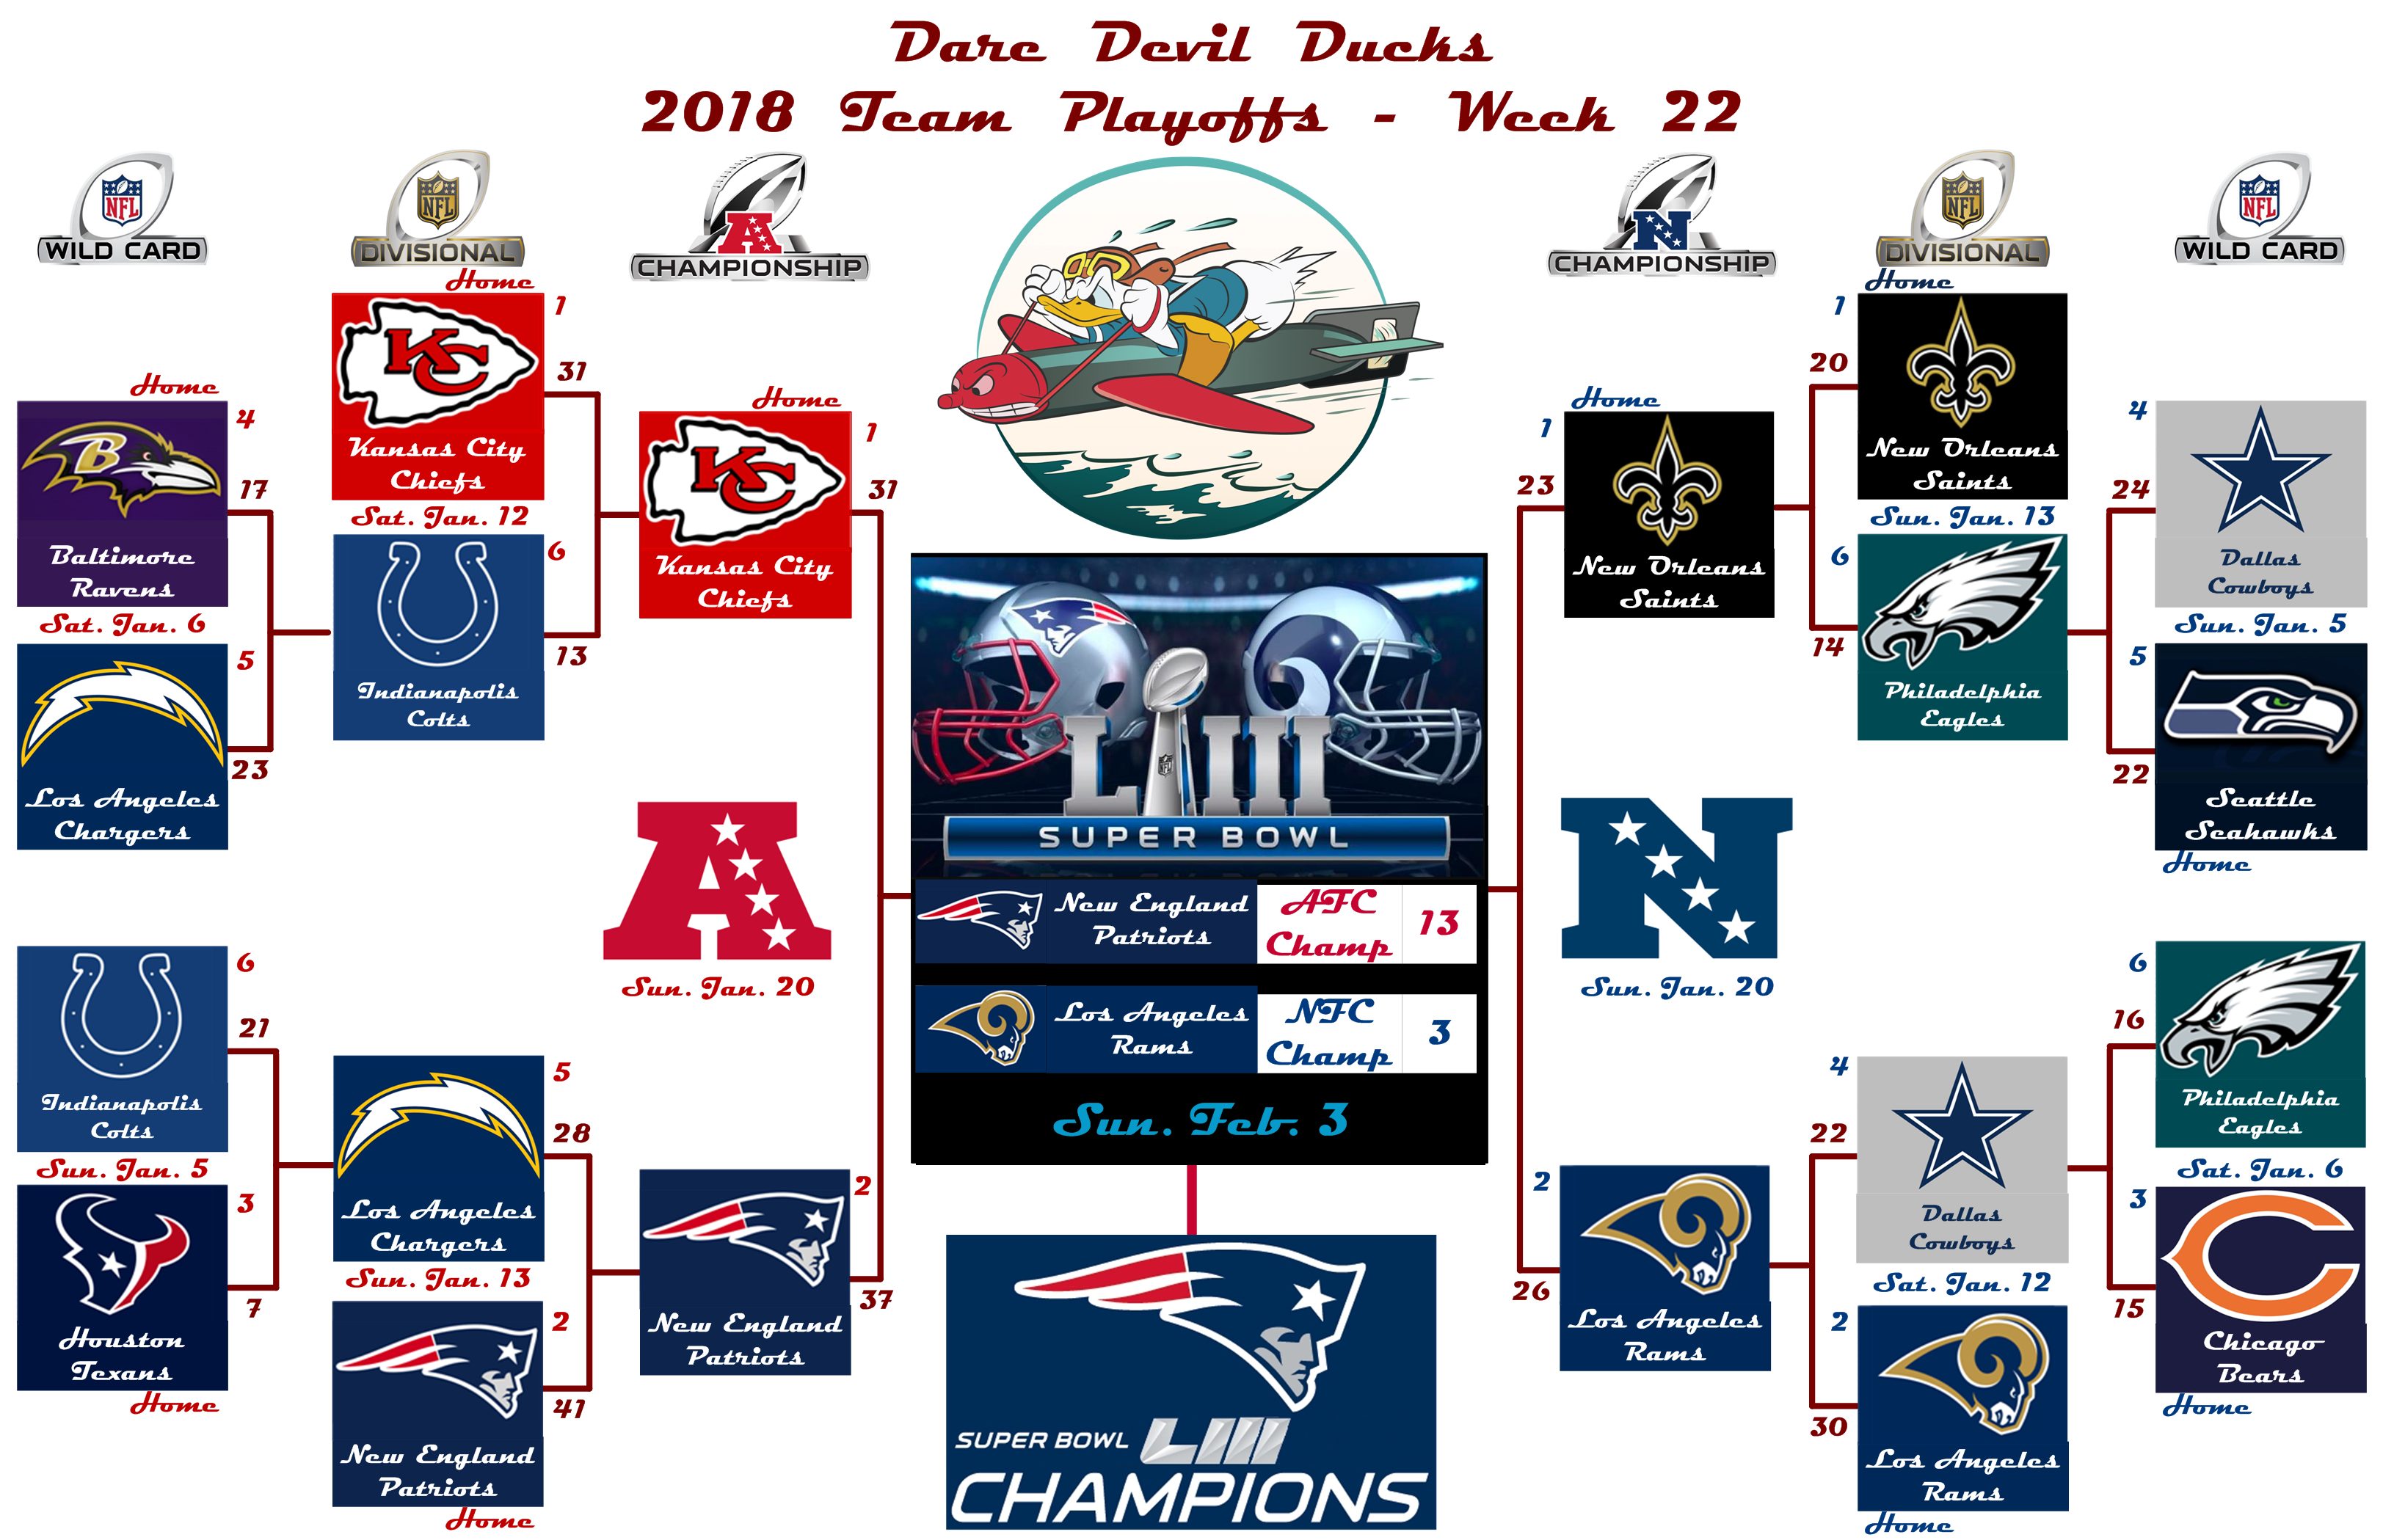 Dare Devil Ducks
2018 Team Playoffs - Week 22
NFL
WILD CARD
NFL
DIVISIONAL
A
CHAMPIONSHIP
N
CHAMPIONSHIP
NFL
DIVISIONAL
NFL
WILD CARD
Home
4
B
17
Baltimore
Ravens
Sat. Jan. 6
5
23
Los Angeles
Chargers
6
21
Indianapolis
Colts
Sun. Jan. 5
3
7
Houston
Texans
Home
Home
1
KC
31
Kansas City
Chiefs
Sat. Jan. 12
6
13
Indianapolis
Colts
5
28
Los Angeles
Chargers
Sun. Jan. 13
2
41
New England
Patriots
Home
Home
1
KC
31
Kansas City
Chiefs
A
Sun. Jan. 20
2
37
New England
Patriots
LIII
NFL
SUPER BOWL
New England
Patriots
AFC
Champ
13
Los Angeles
Rams
NFC
Champ
3
Sun. Feb. 3
SUPER BOWL LIII
CHAMPIONS
Home
1
23
New Orleans
Saints
N
Sun. Jan. 20
2
26
Los Angeles
Rams
Home
1
20
New Orleans
Saints
Sun. Jan. 13
6
14
Philadelphia
Eagles
4
22
Dallas
Cowboys
Sat. Jan. 12
2
30
Los Angeles
Rams
Home
4
24
Dallas
Cowboys
Sun. Jan. 5
5
22
Seattle
Seahawks
Home
6
16
Philadelphia
Eagles
Sat. Jan. 6
3
15
Chicago
Bears
Home